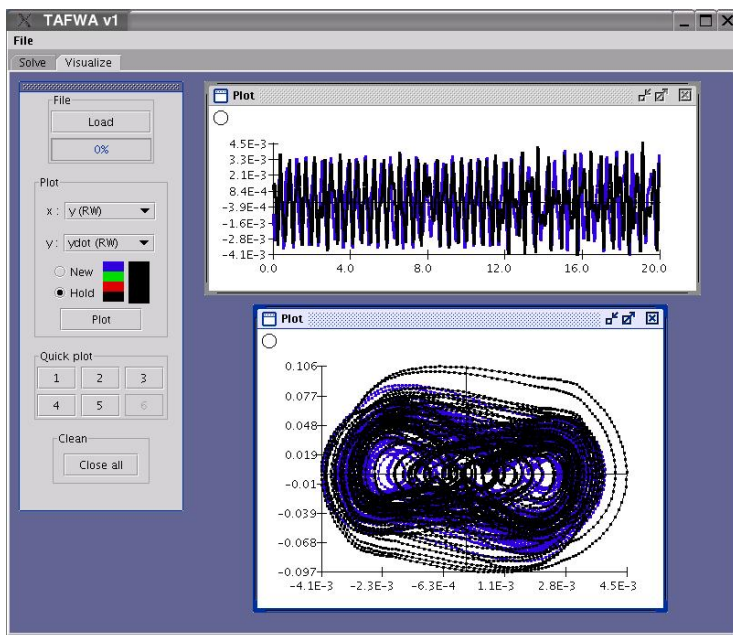 TAFWA v1
File
Solve Visualize
File
Load
0%
Plot
x : y (RW)
y : ydot (RW)
New
Hold
Plot
Quick plot
1 2 3
4 5 6
Clean
Close all
Plot
4.5E-3
3.3E-3
2.1E-3
8.4E-4
-3.9E-4
-1.6E-3
-2.8E-3
-4.1E-3
0.0 4.0 8.0 12.0 16.0 20.0
Plot
0.106
0.077
0.048
0.019
-0.01
-0.039
-0.068
-0.097
-4.1E-3 -2.3E-3 -6.3E-4 1.1E-3 2.8E-3 4.5E-3